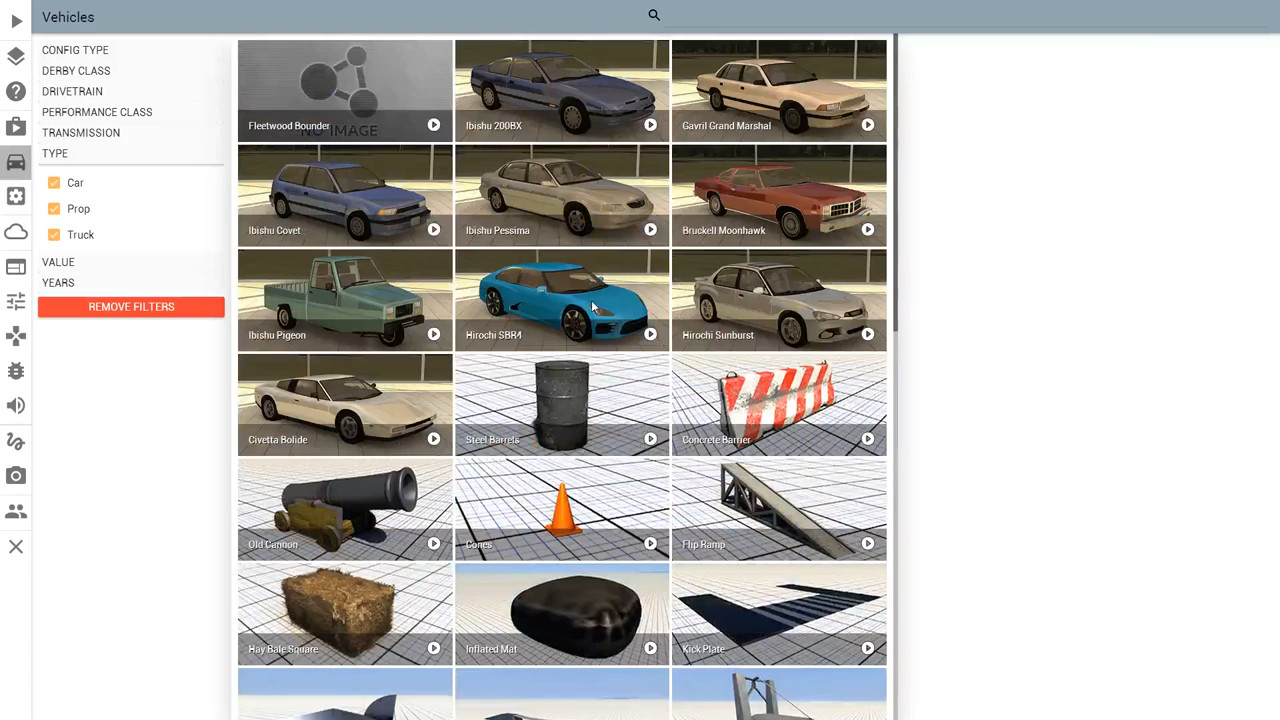 Vehicles
CONFIG TYPE
DERBY CLASS
DRIVETRAIN
PERFORMANCE CLASS
TRANSMISSION
TYPE
Car
Prop
Truck
VALUE
YEARS
REMOVE FILTERS
NO IMAGE
Fleetwood Bounder
Ibishu 200BX
Gavril Grand Marshal
Ibishu Covet
Ibishu Pessima
Bruckell Moonhawk
Ibishu Pigeon
Hirochi SBR4
Hirochi Sunburst
Civetta Bolide
Steel Barrels
Concrete Barrier
Old Cannon
Cones
Flip Ramp
Hay Bale Square
Inflated Mat
Kick Plate